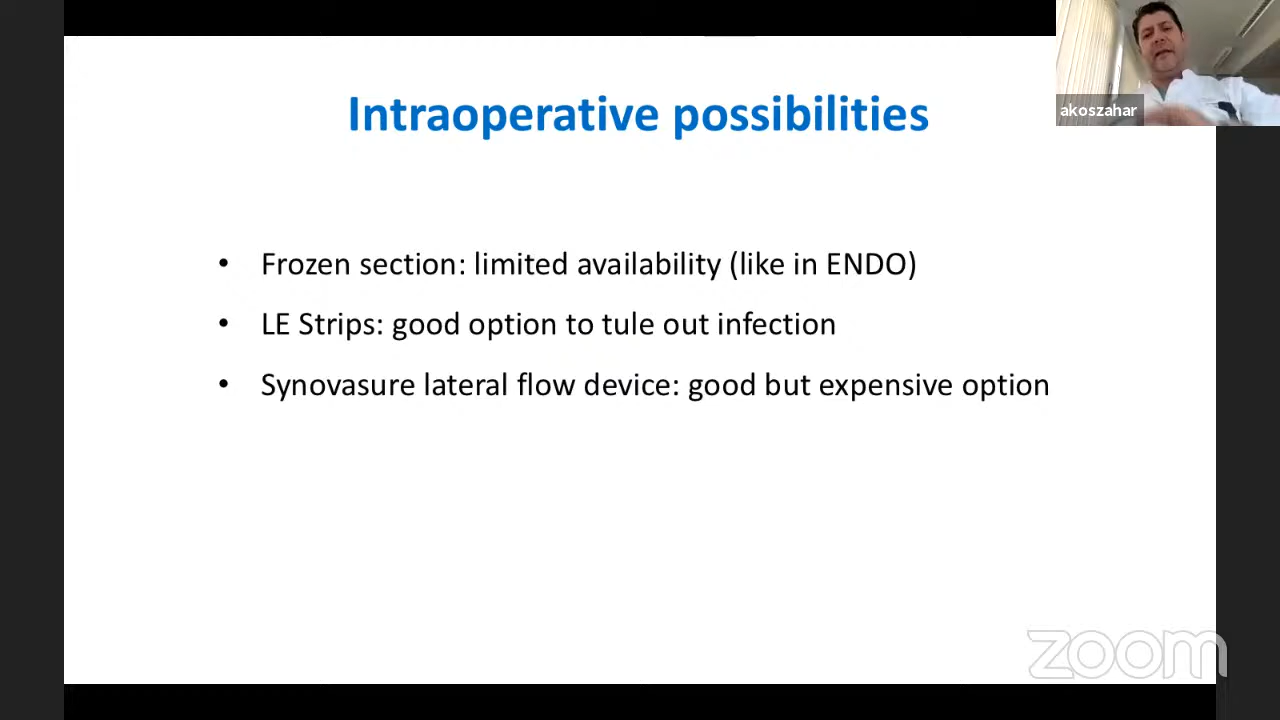 akoszahar
Intraoperative possibilities
• Frozen section: limited availability (like in ENDO)
• LE Strips: good option to tule out infection
• Synovasure lateral flow device: good but expensive option
zoom